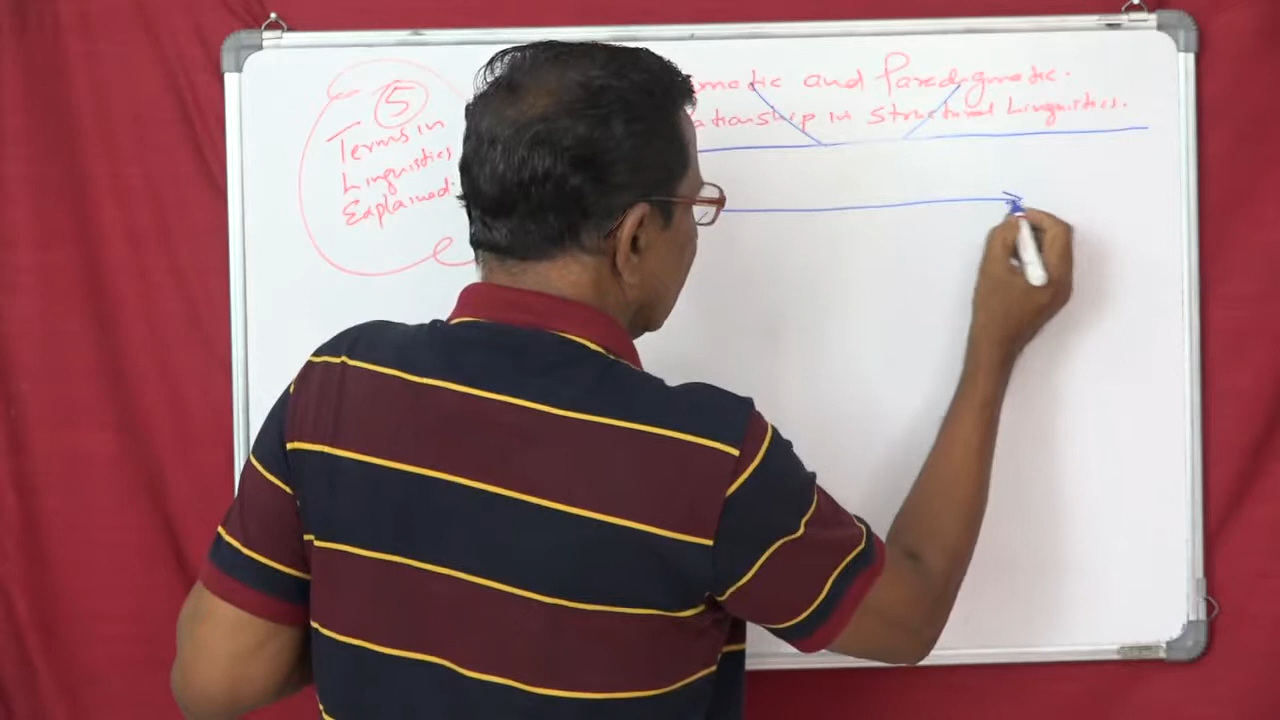 5
Terms in
Linguistics
Explained.
matic and Paradigmatic.
ationship in Structural Linguistics.